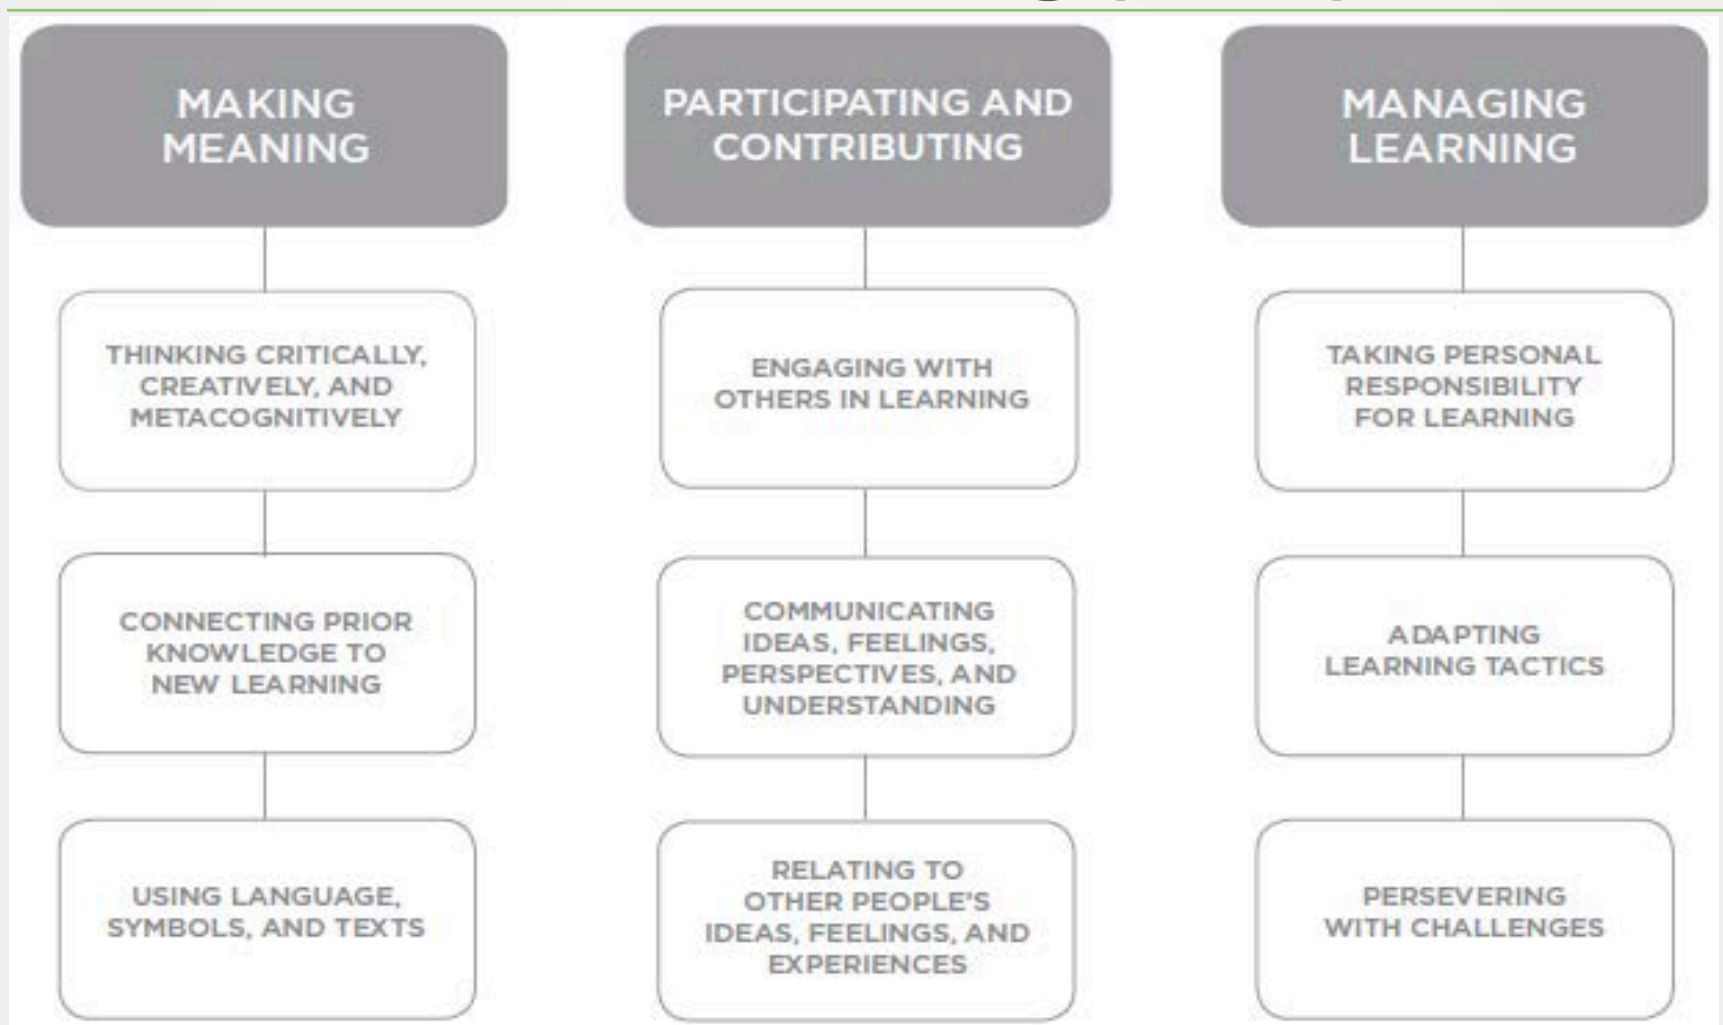 MAKING
MEANING
THINKING CRITICALLY,
CREATIVELY, AND
METACOGNITIVELY
CONNECTING PRIOR
KNOWLEDGE TO
NEW LEARNING
USING LANGUAGE,
SYMBOLS, AND TEXTS
PARTICIPATING AND
CONTRIBUTING
ENGAGING WITH
OTHERS IN LEARNING
COMMUNICATING
IDEAS, FEELINGS,
PERSPECTIVES, AND
UNDERSTANDING
RELATING TO
OTHER PEOPLE'S
IDEAS, FEELINGS, AND
EXPERIENCES
MANAGING
LEARNING
TAKING PERSONAL
RESPONSIBILITY
FOR LEARNING
ADAPTING
LEARNING TACTICS
PERSEVERING
WITH CHALLENGES